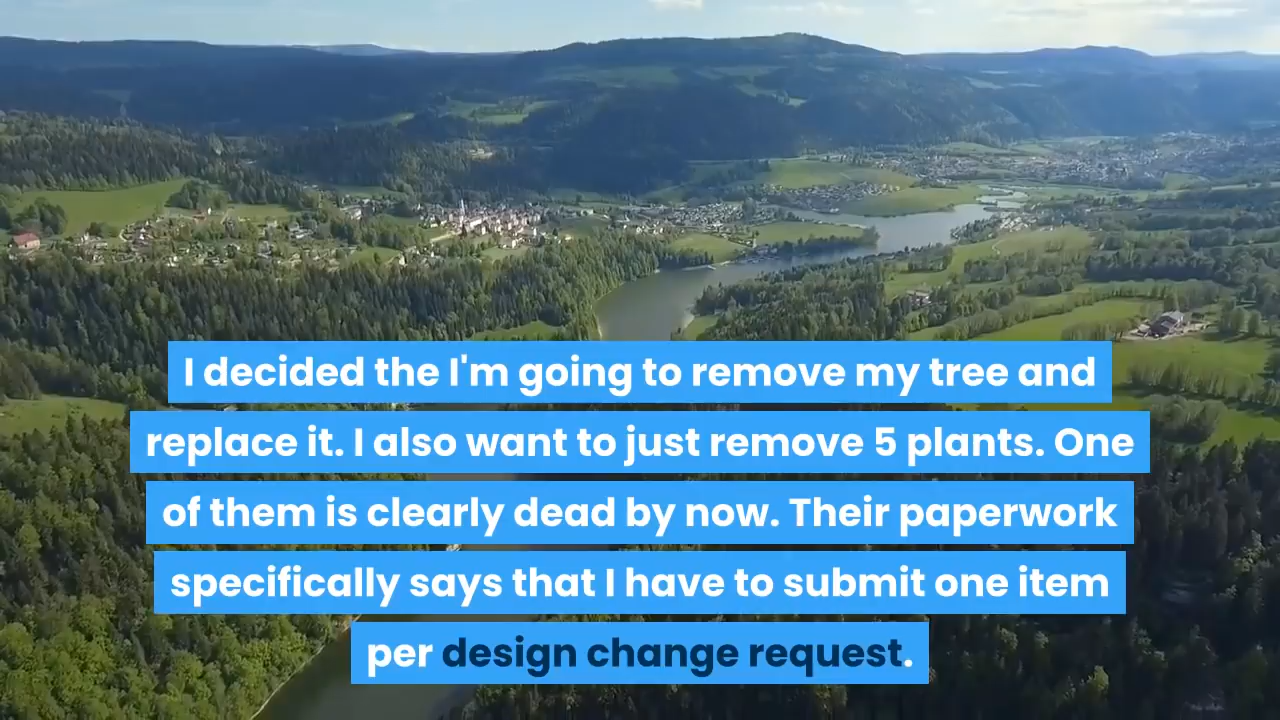 I decided the I'm going to remove my tree and
replace it. I also want to just remove 5 plants. One
of them is clearly dead by now. Their paperwork
specifically says that I have to submit one item
per design change request.